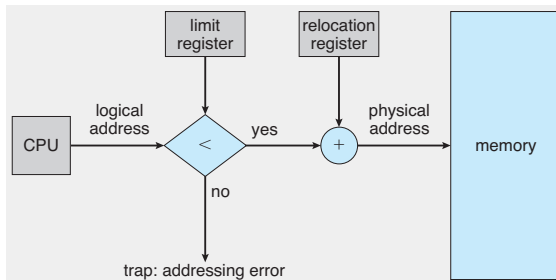 limit
register
relocation
register
logical
address
physical
address
CPU
<
yes
+
memory
no
trap: addressing error